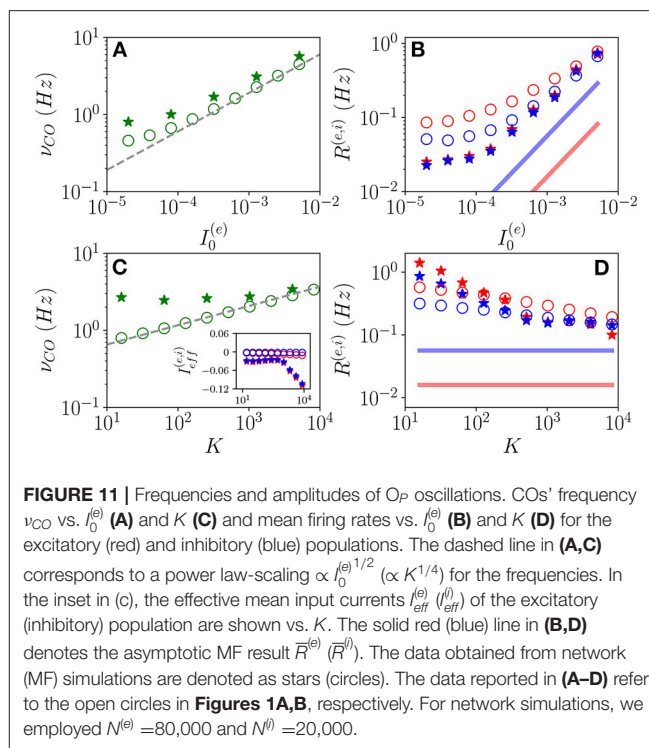 A
ν_CO (Hz)
10^1
10^0
10^-1
10^-5 10^-4 10^-3 10^-2
I_0^(e)
B
R^(e,i) (Hz)
10^0
10^-1
10^-2
10^-5 10^-4 10^-3 10^-2
I_0^(e)
C
ν_CO (Hz)
10^1
10^0
10^-1
10^1 10^2 10^3 10^4
K
I_eff^(e,i)
0.06
0.00
−0.06
−0.12
10^1 10^4
D
R^(e,i) (Hz)
10^0
10^-1
10^-2
10^1 10^2 10^3 10^4
K
FIGURE 11 | Frequencies and amplitudes of O_P oscillations. COs' frequency
ν_CO vs. I_0^(e) (A) and K (C) and mean firing rates vs. I_0^(e) (B) and K (D) for the
excitatory (red) and inhibitory (blue) populations. The dashed line in (A,C)
corresponds to a power law-scaling ∝ I_0^(e)1/2 (∝ K^1/4) for the frequencies. In
the inset in (c), the effective mean input currents I_eff^(e) (I_eff^(i)) of the excitatory
(inhibitory) population are shown vs. K. The solid red (blue) line in (B,D)
denotes the asymptotic MF result R̅^(e) (R̅^(i)). The data obtained from network
(MF) simulations are denoted as stars (circles). The data reported in (A–D) refer
to the open circles in Figures 1A,B, respectively. For network simulations, we
employed N^(e) =80,000 and N^(i) =20,000.